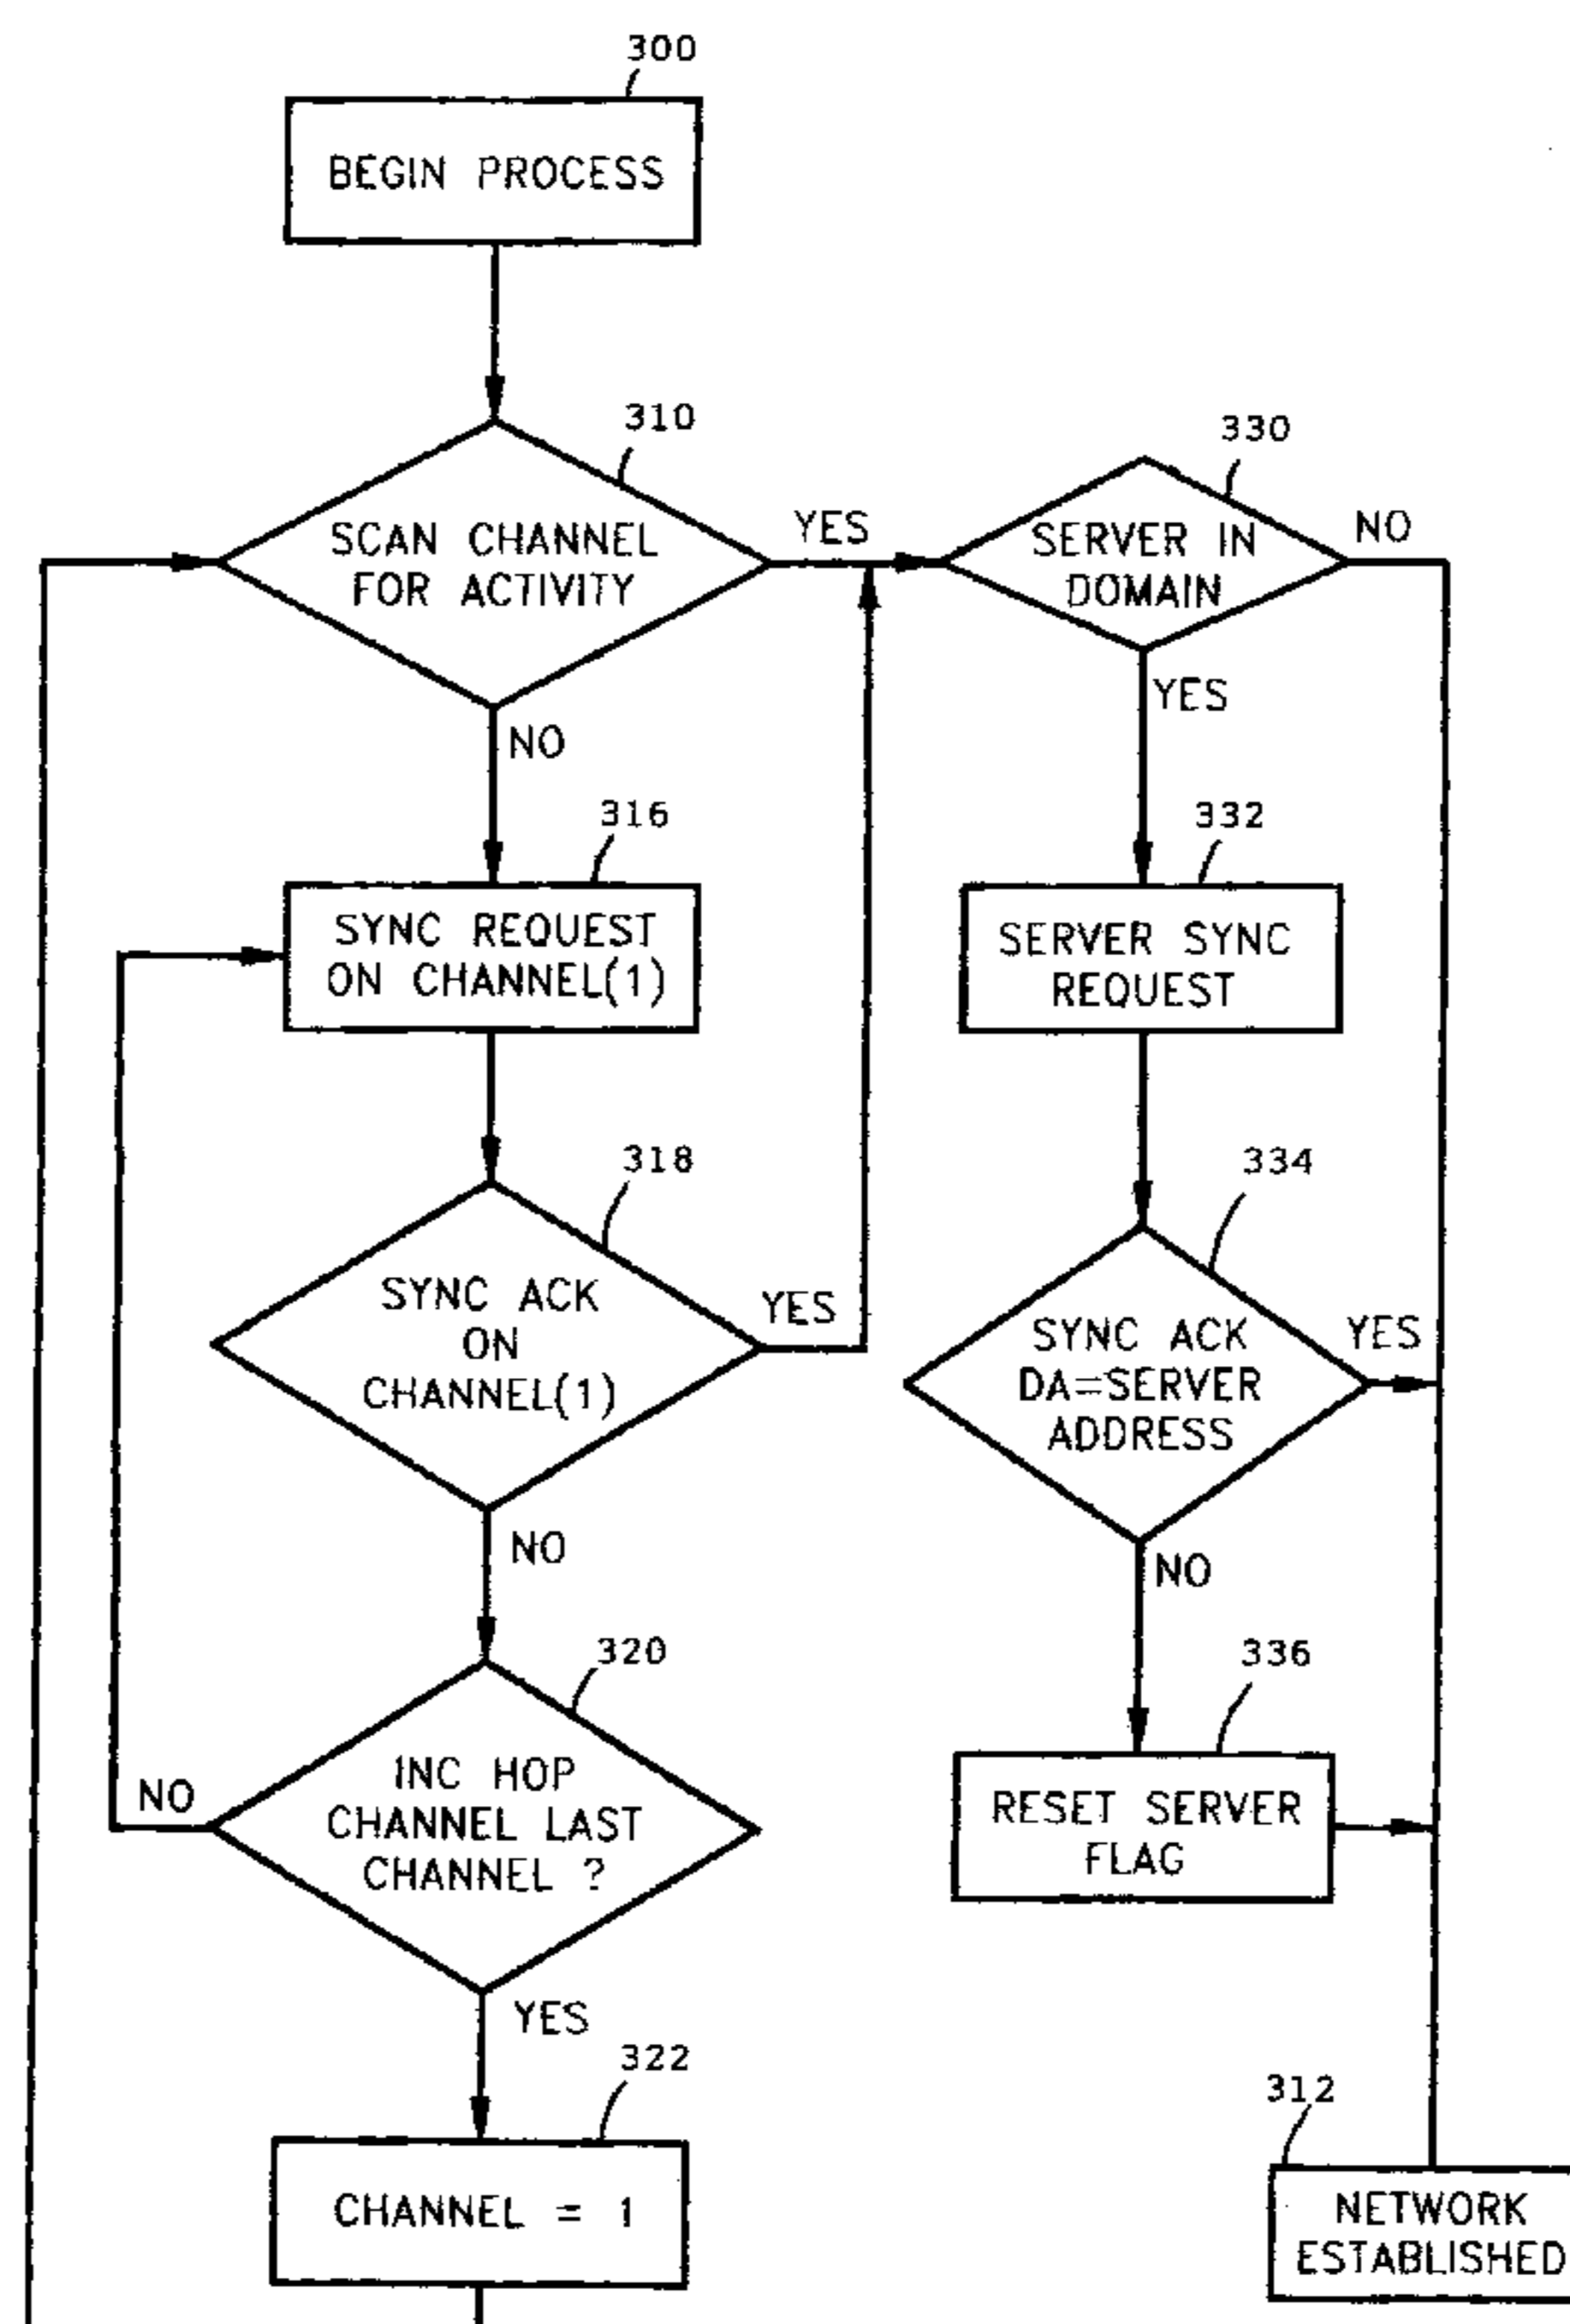 300
BEGIN PROCESS
310
SCAN CHANNEL
FOR ACTIVITY
YES
NO
330
SERVER IN
DOMAIN
NO
YES
316
SYNC REQUEST
ON CHANNEL(1)
332
SERVER SYNC
REQUEST
318
SYNC ACK
ON
CHANNEL(1)
YES
NO
334
SYNC ACK
DA=SERVER
ADDRESS
YES
NO
320
INC HOP
CHANNEL LAST
CHANNEL ?
NO
YES
336
RESET SERVER
FLAG
322
CHANNEL = 1
312
NETWORK
ESTABLISHED